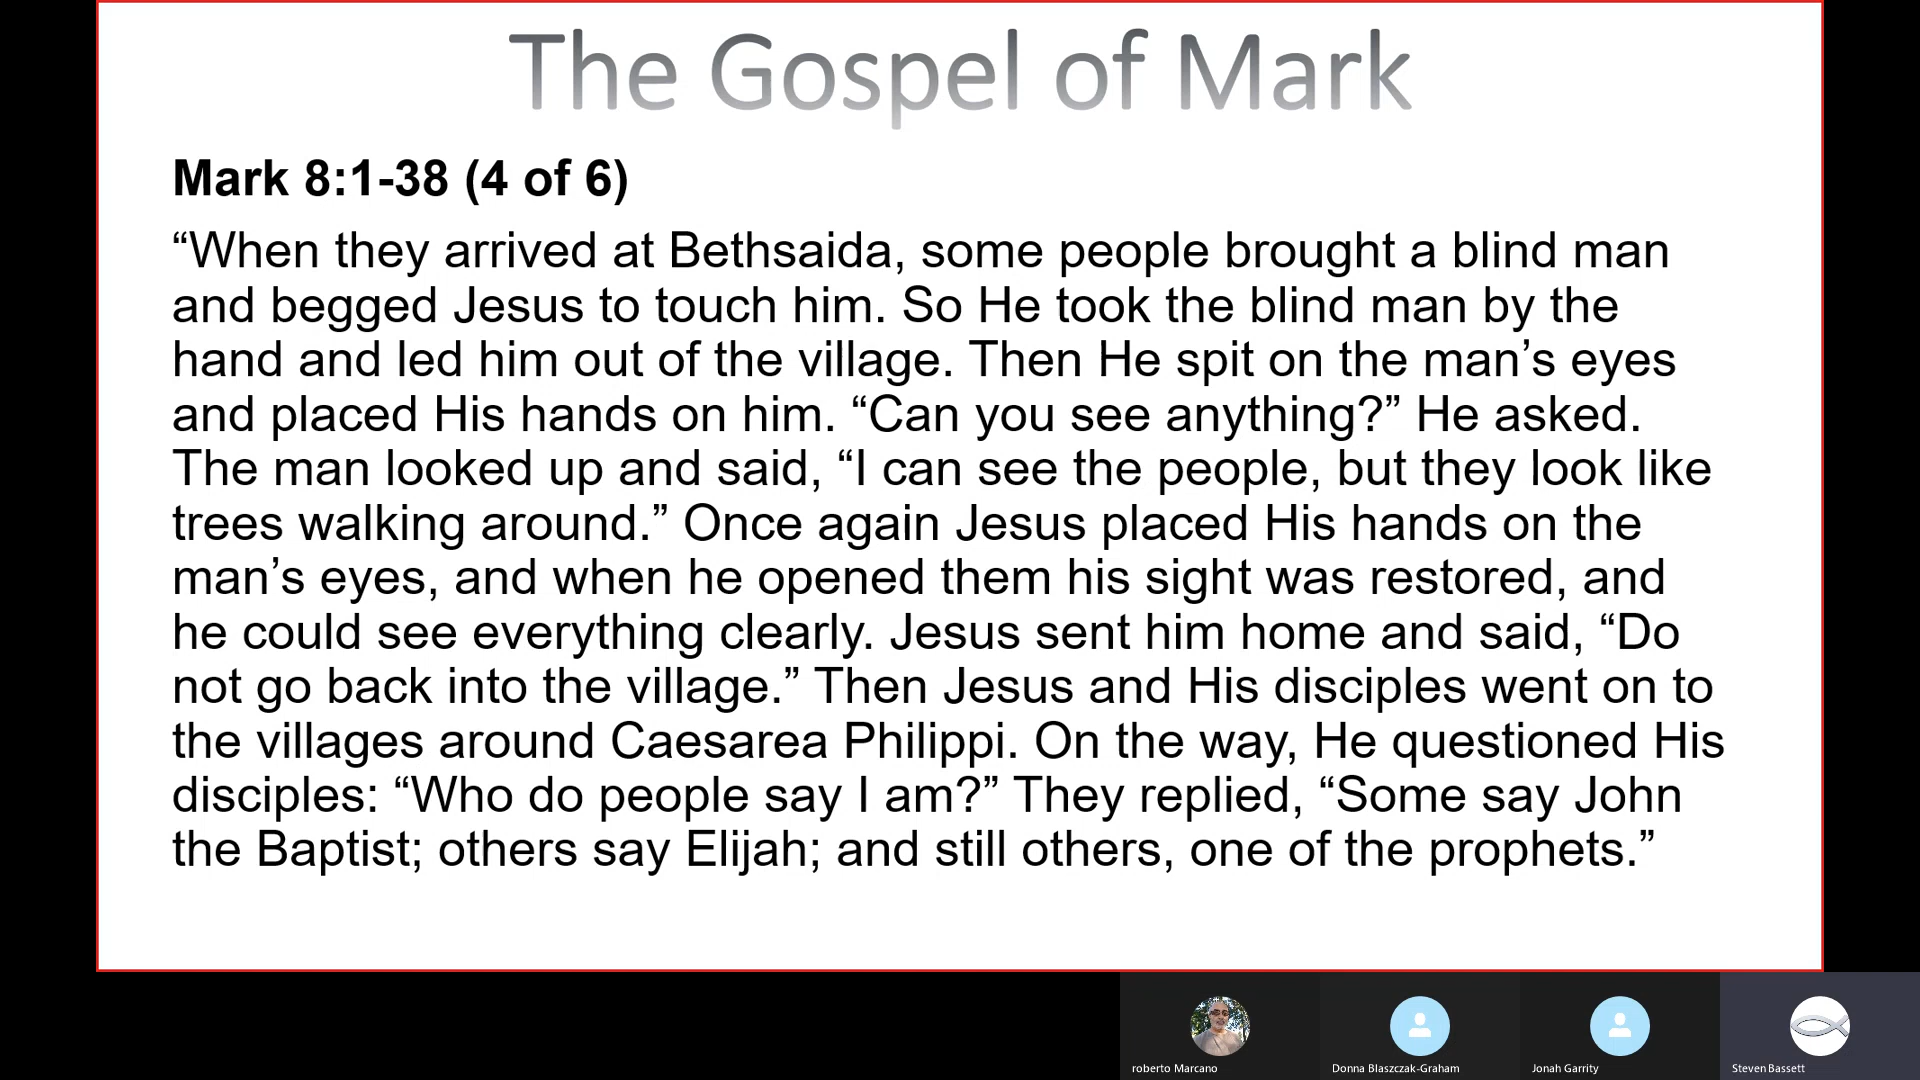 The Gospel of Mark
Mark 8:1-38 (4 of 6)
“When they arrived at Bethsaida, some people brought a blind man
and begged Jesus to touch him. So He took the blind man by the
hand and led him out of the village. Then He spit on the man’s eyes
and placed His hands on him. “Can you see anything?” He asked.
The man looked up and said, “I can see the people, but they look like
trees walking around.” Once again Jesus placed His hands on the
man’s eyes, and when he opened them his sight was restored, and
he could see everything clearly. Jesus sent him home and said, “Do
not go back into the village.” Then Jesus and His disciples went on to
the villages around Caesarea Philippi. On the way, He questioned His
disciples: “Who do people say I am?” They replied, “Some say John
the Baptist; others say Elijah; and still others, one of the prophets.”
roberto Marcano
Donna Blaszczak-Graham
Jonah Garrity
Steven Bassett